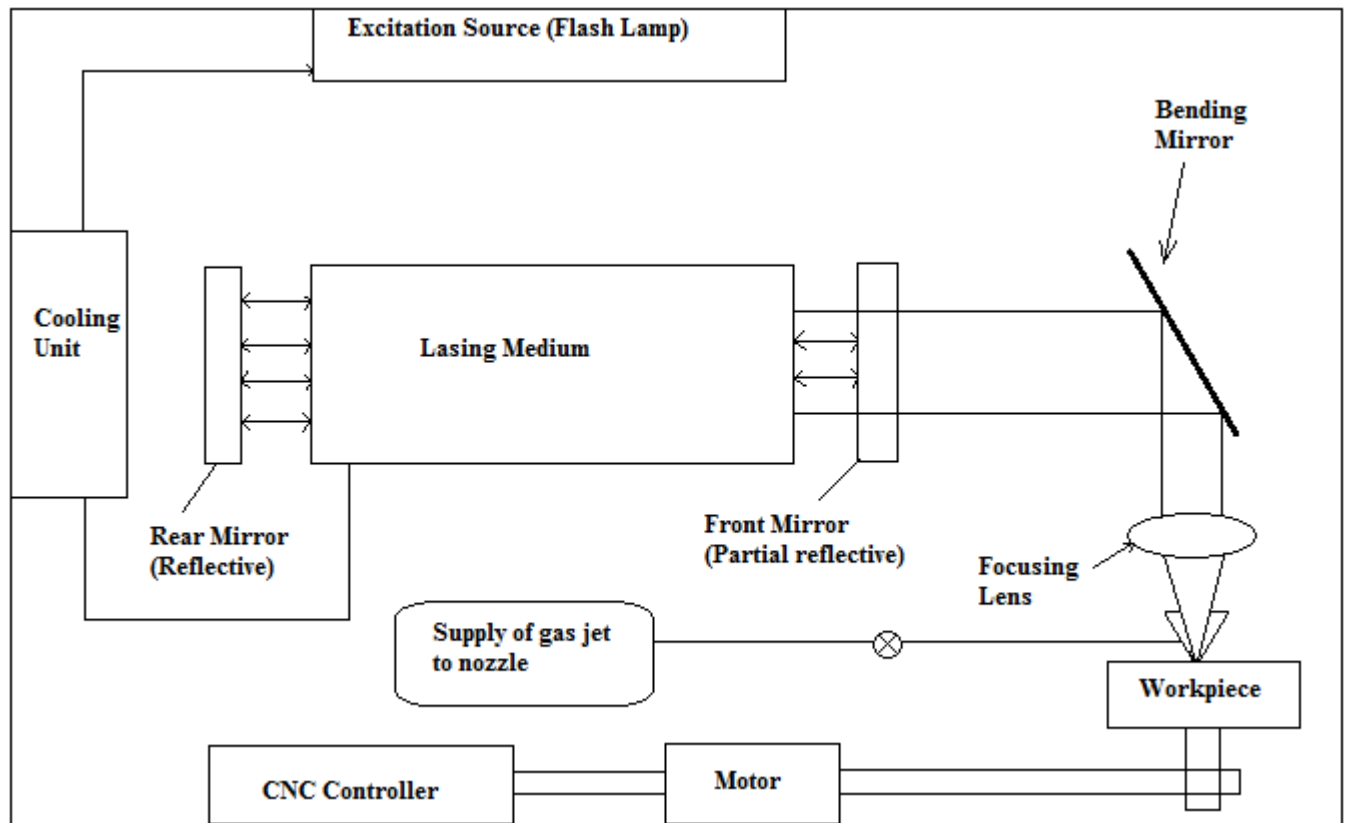 Excitation Source (Flash Lamp)
Bending
Mirror
Cooling
Unit
Lasing Medium
Rear Mirror
(Reflective)
Front Mirror
(Partial reflective)
Focusing
Lens
Supply of gas jet
to nozzle
Workpiece
CNC Controller
Motor